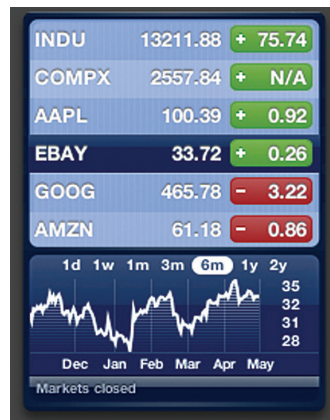 INDU 13211.88 + 75.74
COMPX 2557.84 + N/A
AAPL 100.39 + 0.92
EBAY 33.72 + 0.26
GOOG 465.78 - 3.22
AMZN 61.18 - 0.86
1d 1w 1m 3m 6m 1y 2y
35
32
31
28
Dec Jan Feb Mar Apr May
Markets closed